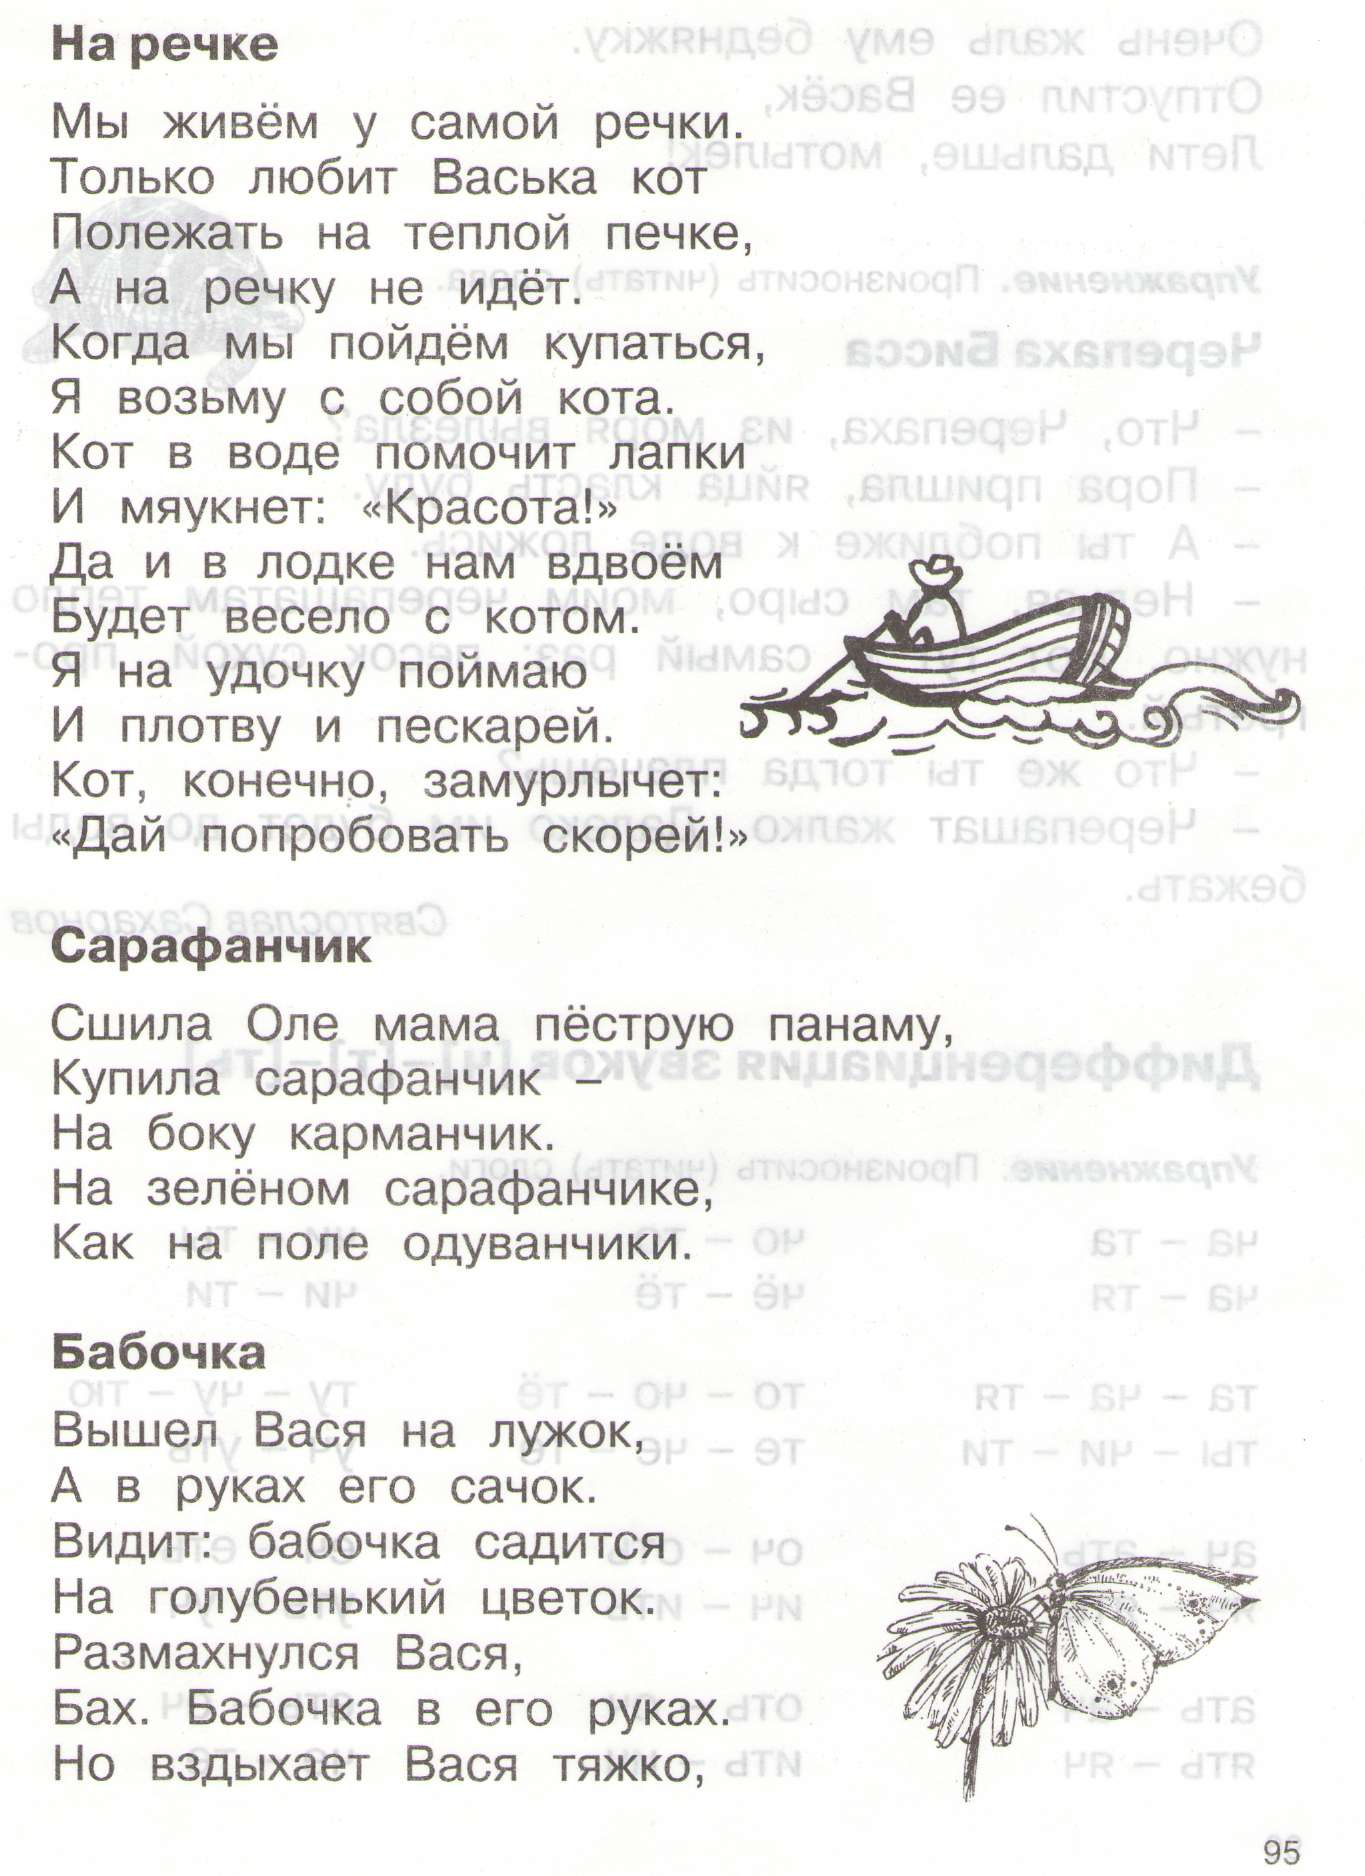 На речке
Мы живём у самой речки.
Только любит Васька кот
Полежать на теплой печке,
А на речку не идёт.
Когда мы пойдём купаться,
Я возьму с собой кота.
Кот в воде помочит лапки
И мяукнет: «Красота!»
Да и в лодке нам вдвоём
Будет весело с котом.
Я на удочку поймаю
И плотву и пескарей.
Кот, конечно, замурлычет:
«Дай попробовать скорей!»
Сарафанчик
Сшила Оле мама пёструю панаму,
Купила сарафанчик –
На боку карманчик.
На зелёном сарафанчике,
Как на поле одуванчики.
Бабочка
Вышел Вася на лужок,
А в руках его сачок.
Видит: бабочка садится
На голубенький цветок.
Размахнулся Вася,
Бах. Бабочка в его руках.
Но вздыхает Вася тяжко,
95